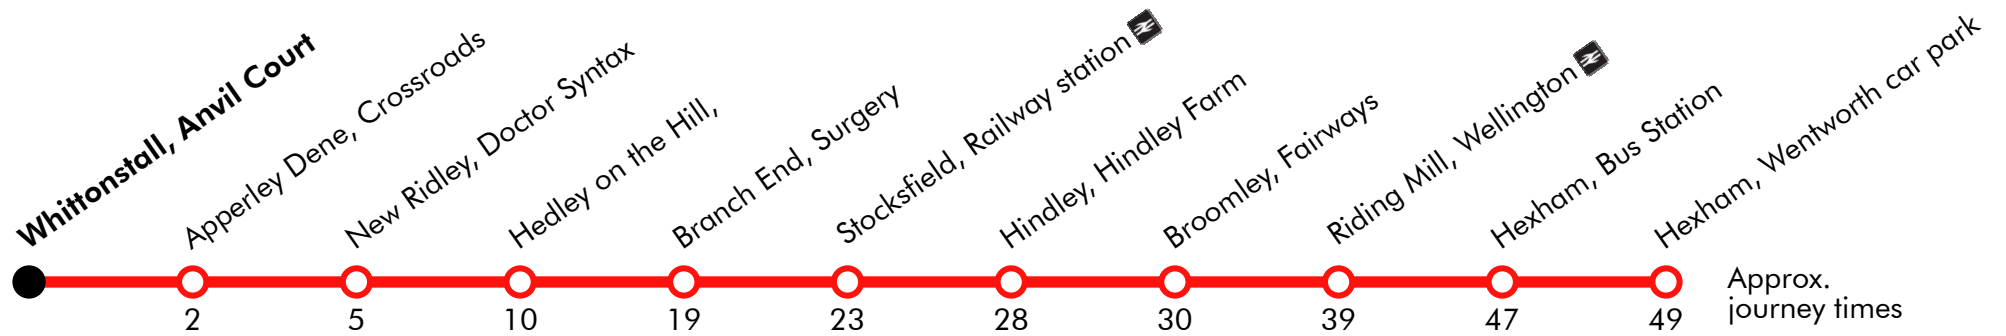 Whittonstall, Anvil Court
Apperley Dene, Crossroads
New Ridley, Doctor Syntax
Hedley on the Hill,
Branch End, Surgery
Stocksfield, Railway station
Hindley, Hindley Farm
Broomley, Fairways
Riding Mill, Wellington
Hexham, Bus Station
Hexham, Wentworth car park
2
5
10
19
23
28
30
39
47
49
Approx.
journey times